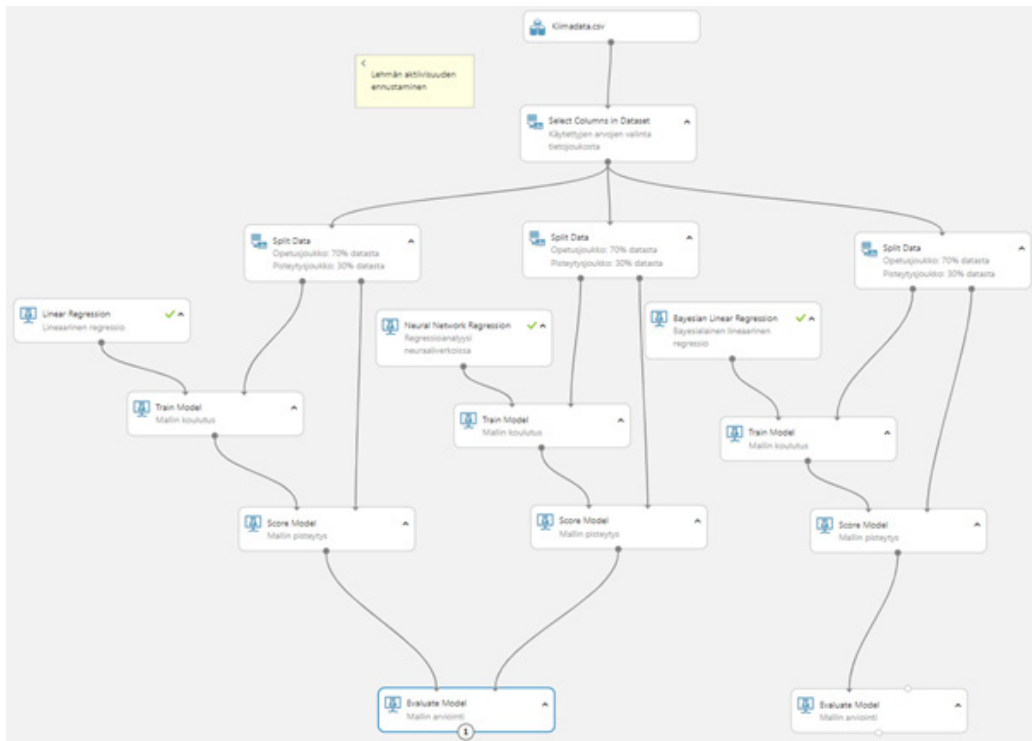 Kiimadata.csv
Lehmän aktiivisuuden
ennustaminen
Select Columns in Dataset
Käytettyjen arvojen valinta
tietojoukosta
Split Data
Opetusjoukko: 70% datasta
Pisteytysjoukko: 30% datasta
Split Data
Opetusjoukko: 70% datasta
Pisteytysjoukko: 30% datasta
Split Data
Opetusjoukko: 70% datasta
Pisteytysjoukko: 30% datasta
Linear Regression
Lineaarinen regressio
Neural Network Regression
Regressioanalyysi
neuraaliverkoissa
Bayesian Linear Regression
Bayesialainen lineaarinen
regressio
Train Model
Mallin koulutus
Train Model
Mallin koulutus
Train Model
Mallin koulutus
Score Model
Mallin pisteytys
Score Model
Mallin pisteytys
Score Model
Mallin pisteytys
Evaluate Model
Mallin arviointi
1
Evaluate Model
Mallin arviointi